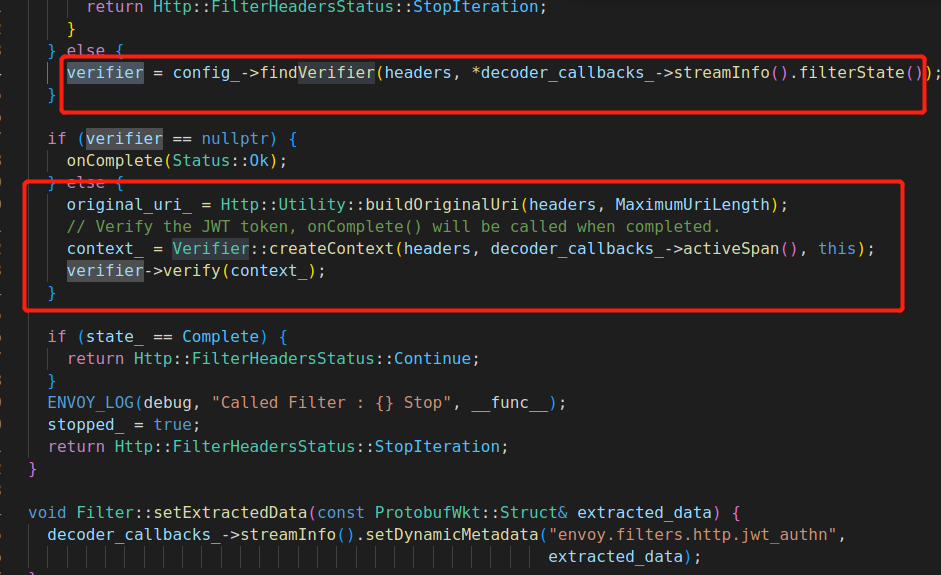 return Http::FilterHeadersStatus::StopIteration;
}
} else {
verifier = config_->findVerifier(headers, *decoder_callbacks_->streamInfo().filterState());
}
if (verifier == nullptr) {
onComplete(Status::Ok);
} else {
original_uri_ = Http::Utility::buildOriginalUri(headers, MaximumUriLength);
// Verify the JWT token, onComplete() will be called when completed.
context_ = Verifier::createContext(headers, decoder_callbacks_->activeSpan(), this);
verifier->verify(context_);
}
if (state_ == Complete) {
return Http::FilterHeadersStatus::Continue;
}
ENVOY_LOG(debug, "Called Filter : {} Stop", __func__);
stopped_ = true;
return Http::FilterHeadersStatus::StopIteration;
}
void Filter::setExtractedData(const ProtobufWkt::Struct& extracted_data) {
decoder_callbacks_->streamInfo().setDynamicMetadata("envoy.filters.http.jwt_authn",
extracted_data);